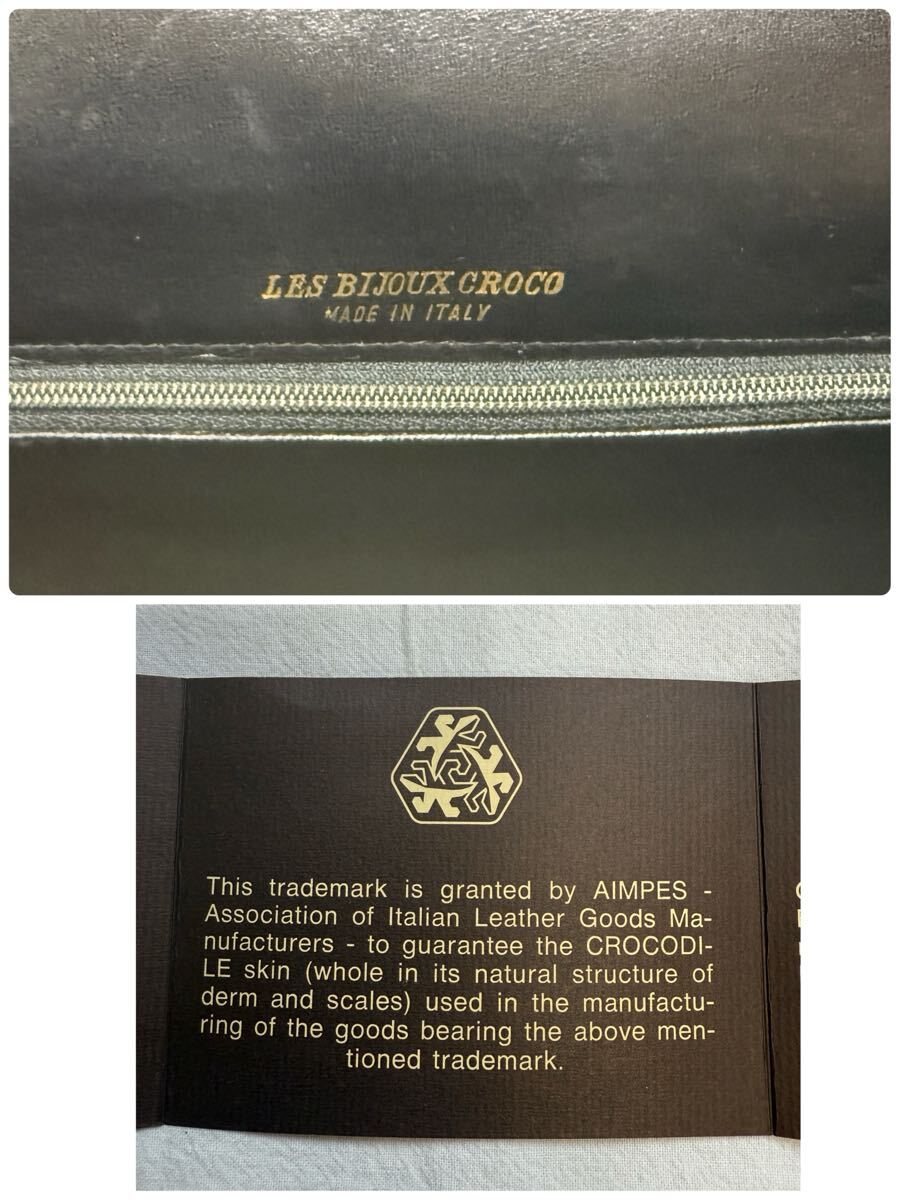 LES BIJOUX CROCO
MADE IN ITALY
This trademark is granted by AIMPES -
Association of Italian Leather Goods Ma-
nufacturers - to guarantee the CROCODI-
LE skin (whole in its natural structure of
derm and scales) used in the manufactu-
ring of the goods bearing the above men-
tioned trademark.